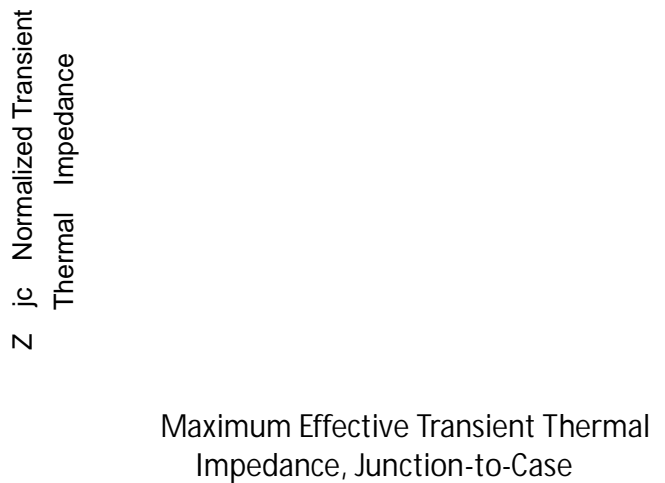 Z jc Normalized Transient
Thermal Impedance
Maximum Effective Transient Thermal
Impedance, Junction-to-Case